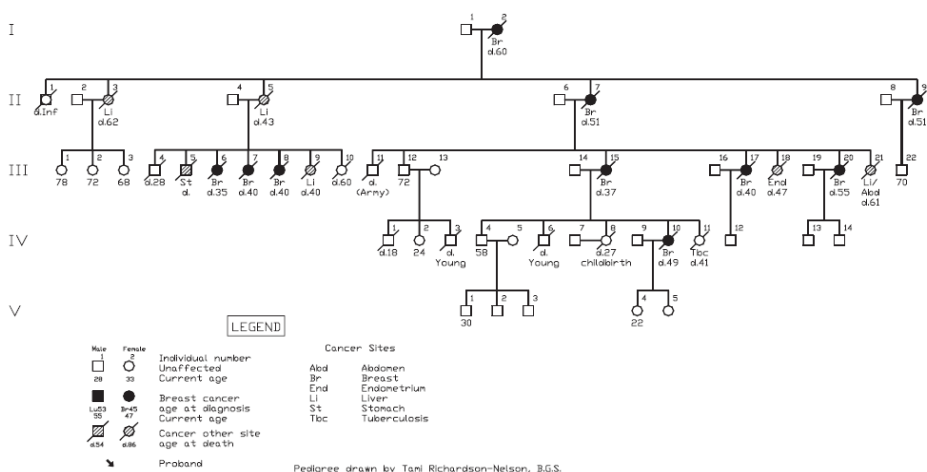 I
1 2
Br
d.60
II
1 2 3 4 5 6 7 8 9
d.Inf Li Li Br Br
d.62 d.43 d.51 d.51
III
1 2 3 4 5 6 7 8 9 10 11 12 13 14 15 16 17 18 19 20 21 22
78 72 68 d.28 St Br Br Br Li d.60 d. 72 Br Br End Br Li/ 70
d. d.35 d.40 d.40 d.40 (Army) d.37 d.40 d.47 d.55 Abd
d.61
IV
1 2 3 4 5 6 7 8 9 10 11 12 13 14
d.18 24 d. 58 d. d.27 Br Tbc
Young Young childbirth d.49 d.41
V
1 2 3 4 5
30 22
LEGEND
Male Female
1 2 Individual number
Unaffected
28 33 Current age
Breast cancer
Lu53 Br45 age at diagnosis
55 47 Current age
Cancer other site
d.54 d.86 age at death
Proband
Cancer Sites
Abd Abdomen
Br Breast
End Endometrium
Li Liver
St Stomach
Tbc Tuberculosis
Pedigree drawn by Tami Richardson-Nelson, B.G.S.